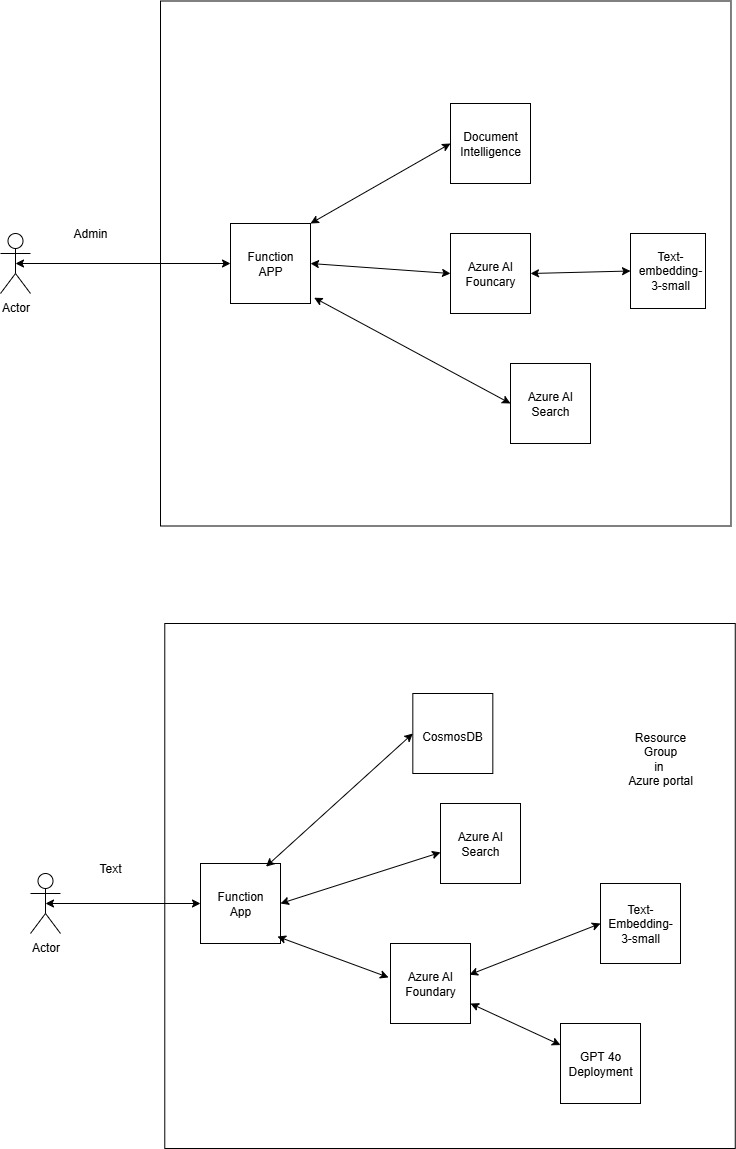 Document
Intelligence
Admin
Function
APP
Azure AI
Founcary
Text-
embedding-
3-small
Actor
Azure AI
Search
CosmosDB
Resource
Group
in
Azure portal
Azure AI
Search
Text
Function
App
Text-
Embedding-
3-small
Actor
Azure AI
Foundary
GPT 4o
Deployment